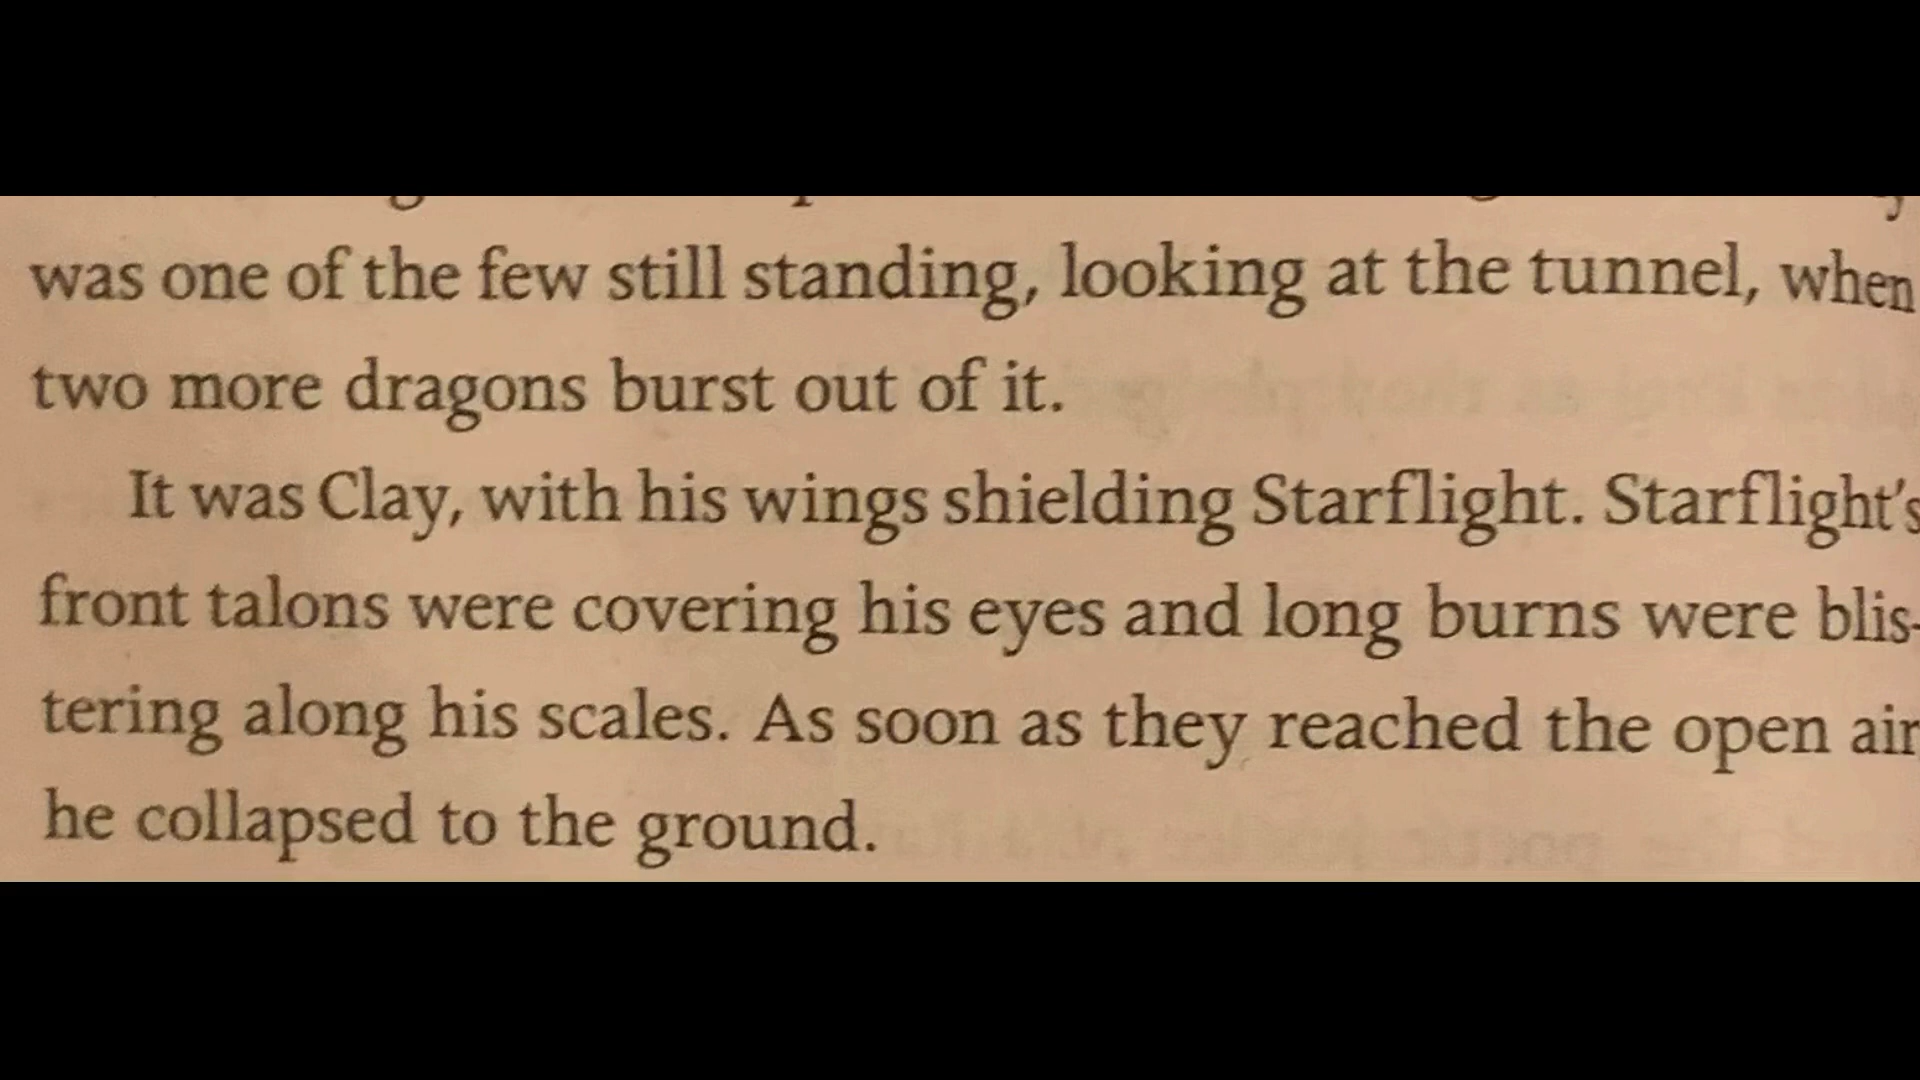 was one of the few still standing, looking at the tunnel, when
two more dragons burst out of it.
It was Clay, with his wings shielding Starflight. Starflight's
front talons were covering his eyes and long burns were blis-
tering along his scales. As soon as they reached the open air
he collapsed to the ground.